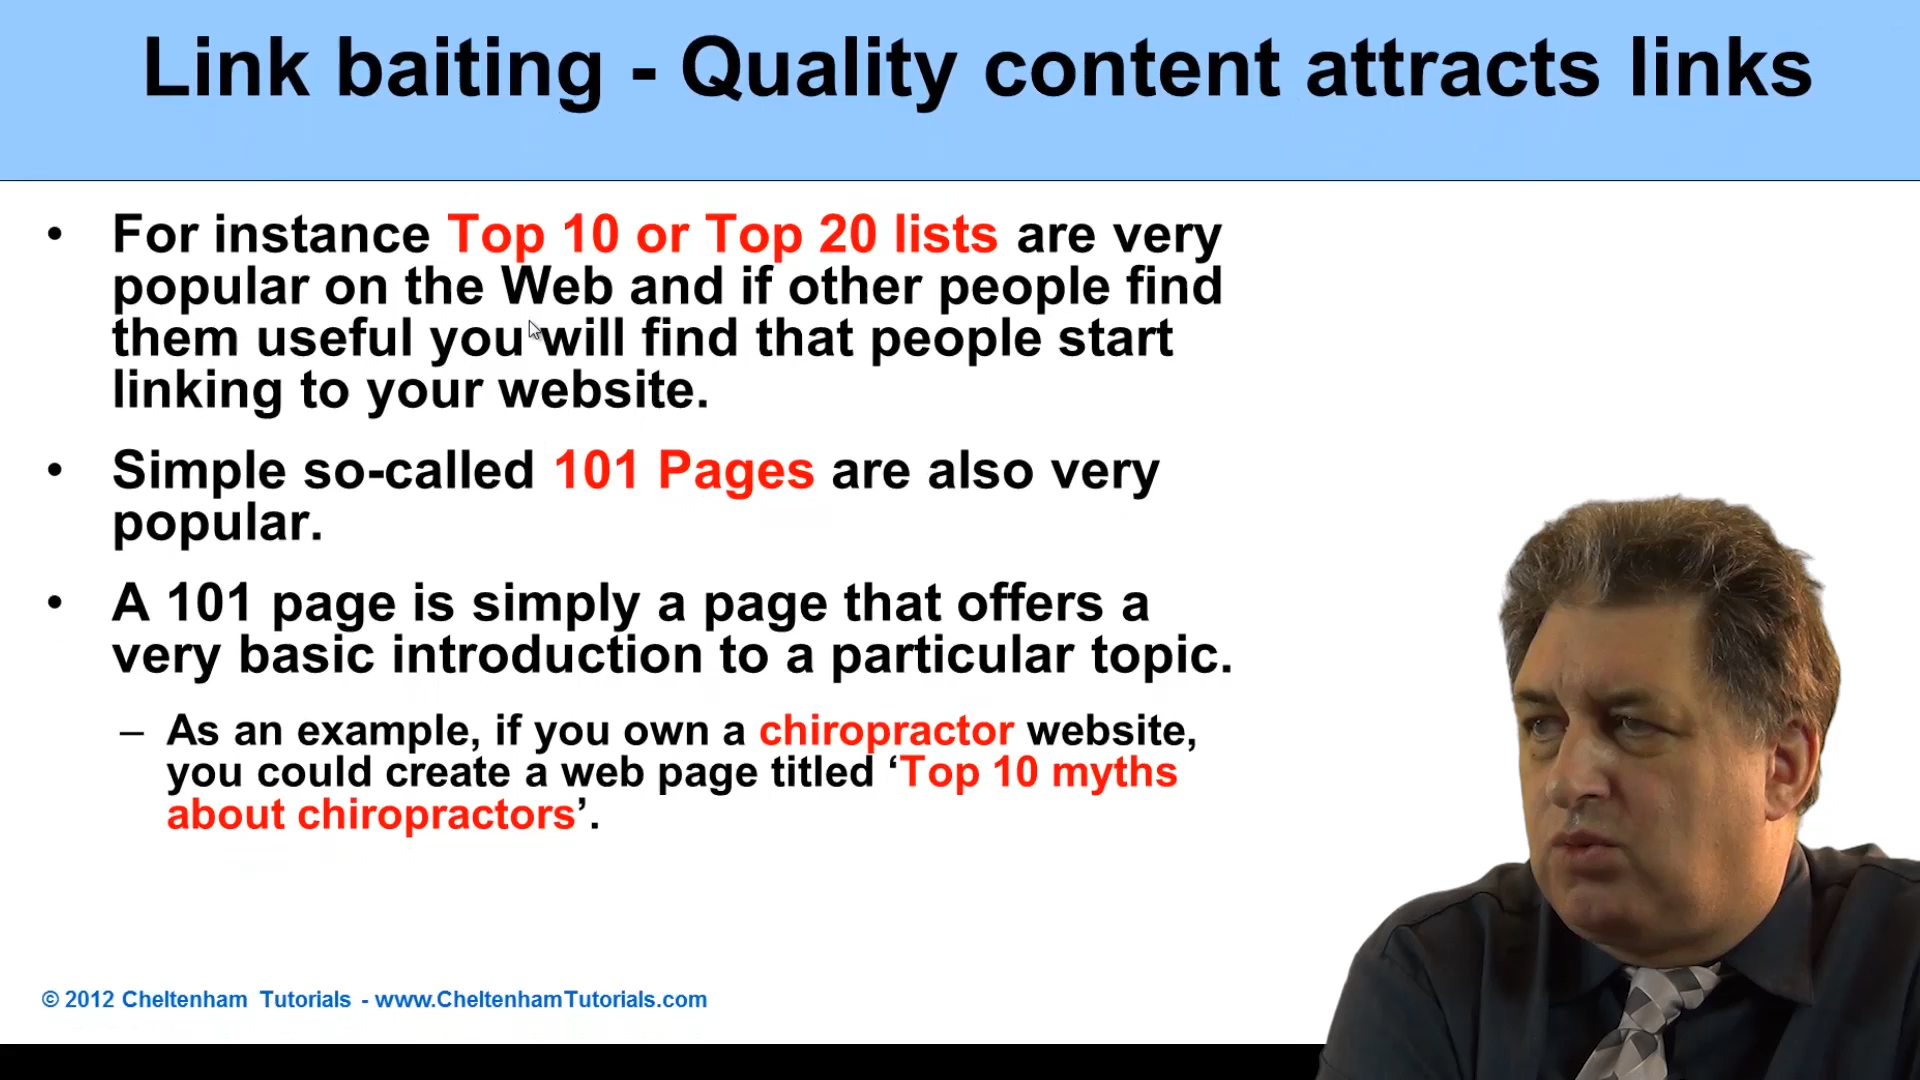 Link baiting - Quality content attracts links
• For instance Top 10 or Top 20 lists are very
popular on the Web and if other people find
them useful you will find that people start
linking to your website.
• Simple so-called 101 Pages are also very
popular.
• A 101 page is simply a page that offers a
very basic introduction to a particular topic.
– As an example, if you own a chiropractor website,
you could create a web page titled ‘Top 10 myths
about chiropractors’.
© 2012 Cheltenham Tutorials - www.CheltenhamTutorials.com